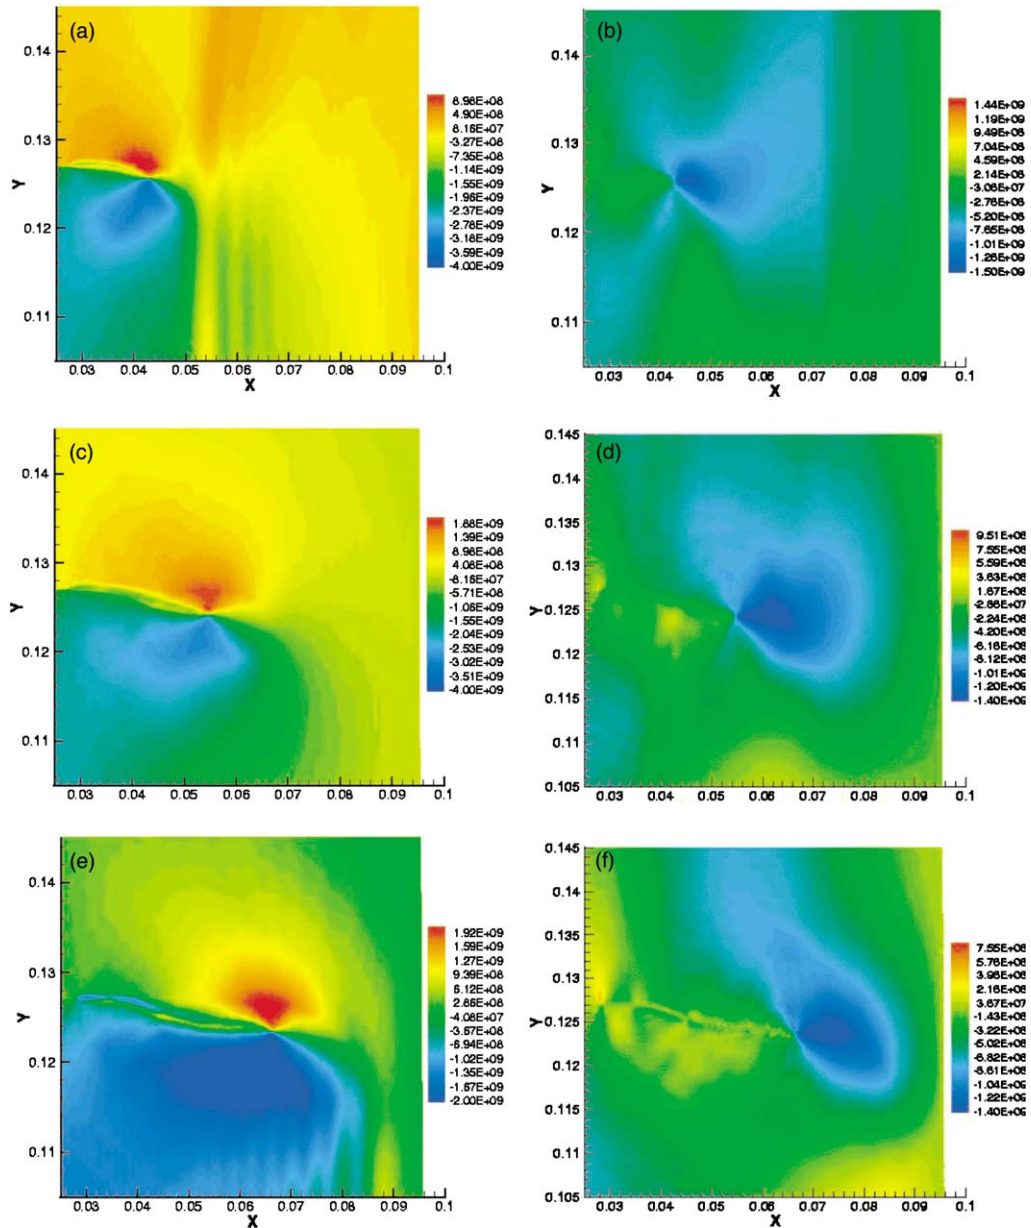 (a)
0.14
0.13
0.12
0.11
Y
0.03 0.04 0.05 0.06 0.07 0.08 0.09 0.1
X
8.98E+08
4.90E+08
8.16E+07
-3.27E+08
-7.35E+08
-1.14E+09
-1.55E+09
-1.96E+09
-2.37E+09
-2.78E+09
-3.18E+09
-3.59E+09
-4.00E+09
(b)
0.14
0.13
0.12
0.11
Y
0.03 0.04 0.05 0.06 0.07 0.08 0.09 0.1
X
1.44E+09
1.19E+09
9.49E+08
7.04E+08
4.59E+08
2.14E+08
-3.06E+07
-2.76E+08
-5.20E+08
-7.65E+08
-1.01E+09
-1.26E+09
-1.50E+09
(c)
0.14
0.13
0.12
0.11
Y
0.03 0.04 0.05 0.06 0.07 0.08 0.09 0.1
X
1.88E+09
1.39E+09
8.98E+08
4.08E+08
-8.16E+07
-5.71E+08
-1.06E+09
-1.55E+09
-2.04E+09
-2.53E+09
-3.02E+09
-3.51E+09
-4.00E+09
(d)
0.145
0.14
0.135
0.13
0.125
0.12
0.115
0.11
0.105
Y
0.03 0.04 0.05 0.06 0.07 0.08 0.09 0.1
X
9.51E+08
7.55E+08
5.59E+08
3.63E+08
1.67E+08
-2.86E+07
-2.24E+08
-4.20E+08
-6.16E+08
-8.12E+08
-1.01E+09
-1.20E+09
-1.40E+09
(e)
0.14
0.13
0.12
0.11
Y
0.03 0.04 0.05 0.06 0.07 0.08 0.09 0.1
X
1.92E+09
1.59E+09
1.27E+09
9.39E+08
6.12E+08
2.86E+08
-4.08E+07
-3.67E+08
-6.94E+08
-1.02E+09
-1.35E+09
-1.67E+09
-2.00E+09
(f)
0.145
0.14
0.135
0.13
0.125
0.12
0.115
0.11
0.105
Y
0.03 0.04 0.05 0.06 0.07 0.08 0.09 0.1
X
7.55E+08
5.76E+08
3.96E+08
2.16E+08
3.67E+07
-1.43E+08
-3.22E+08
-5.02E+08
-6.82E+08
-8.61E+08
-1.04E+09
-1.22E+09
-1.40E+09